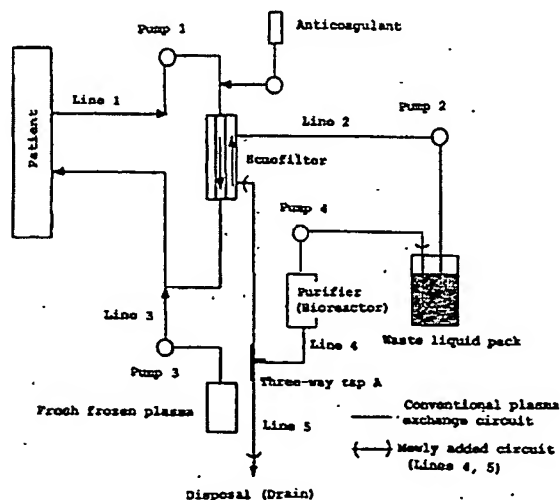 Pump 1
Anticoagulant
Line 1
Line 2
Pump 2
Patient
Hemofilter
Pump 4
Purifier
(Bioreactor)
Line 3
Line 4
Waste liquid pack
Pump 3
Three-way tap A
Fresh frozen plasma
Line 5
Conventional plasma
exchange circuit
Newly added circuit
(Lines 4, 5)
Disposal (Drain)